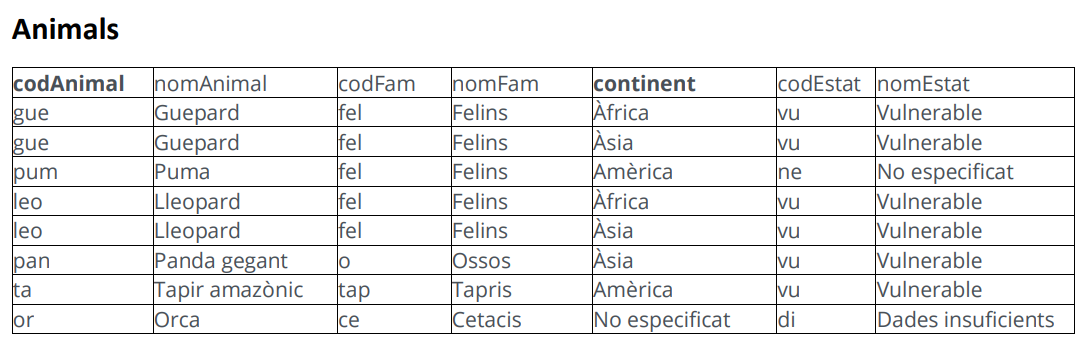 Animals
codAnimal nomAnimal codFam nomFam continent codEstat nomEstat
gue Guepard fel Felins Àfrica vu Vulnerable
gue Guepard fel Felins Àsia vu Vulnerable
pum Puma fel Felins Amèrica ne No especificat
leo Lleopard fel Felins Àfrica vu Vulnerable
leo Lleopard fel Felins Àsia vu Vulnerable
pan Panda gegant o Ossos Àsia vu Vulnerable
ta Tapir amazònic tap Tapris Amèrica vu Vulnerable
or Orca ce Cetacis No especificat di Dades insuficients